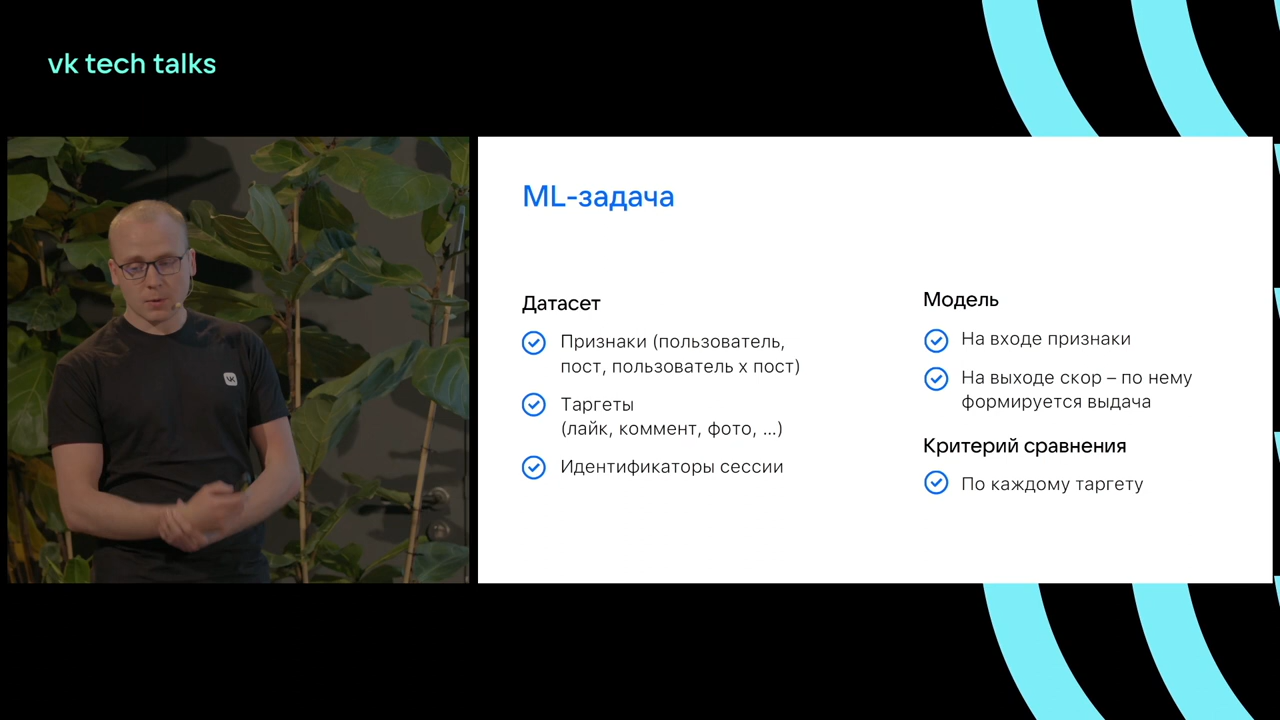 vk tech talks
ML-задача
Датасет
Признаки (пользователь,
пост, пользователь x пост)
Таргеты
(лайк, коммент, фото, ...)
Идентификаторы сессии
Модель
На входе признаки
На выходе скор – по нему
формируется выдача
Критерий сравнения
По каждому таргету